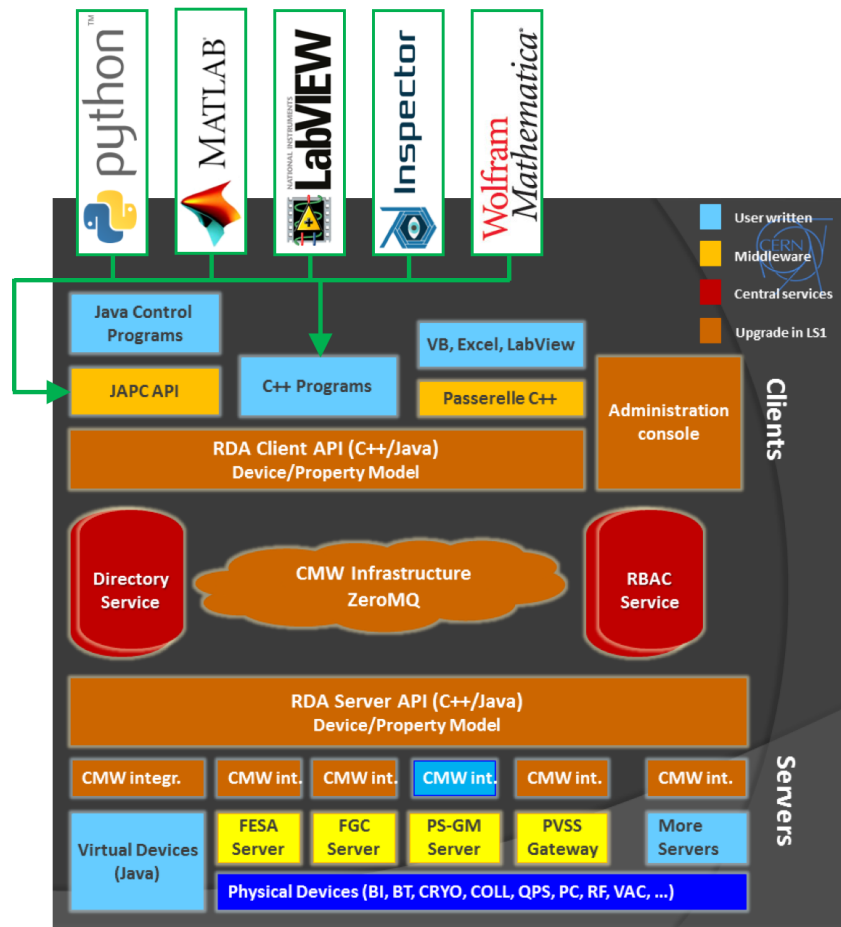 python™
MATLAB®
NATIONAL INSTRUMENTS
LabVIEW
Inspector
Wolfram
Mathematica®
User written
CERN
Middleware
Central services
Upgrade in LS1
Java Control
Programs
VB, Excel, LabView
C++ Programs
JAPC API
Passerelle C++
Administration
console
Clients
RDA Client API (C++/Java)
Device/Property Model
Directory
Service
CMW Infrastructure
ZeroMQ
RBAC
Service
RDA Server API (C++/Java)
Device/Property Model
Servers
CMW integr.
CMW int.
CMW int.
CMW int.
CMW int.
CMW int.
Virtual Devices
(Java)
FESA
Server
FGC
Server
PS-GM
Server
PVSS
Gateway
More
Servers
Physical Devices (BI, BT, CRYO, COLL, QPS, PC, RF, VAC, ...)